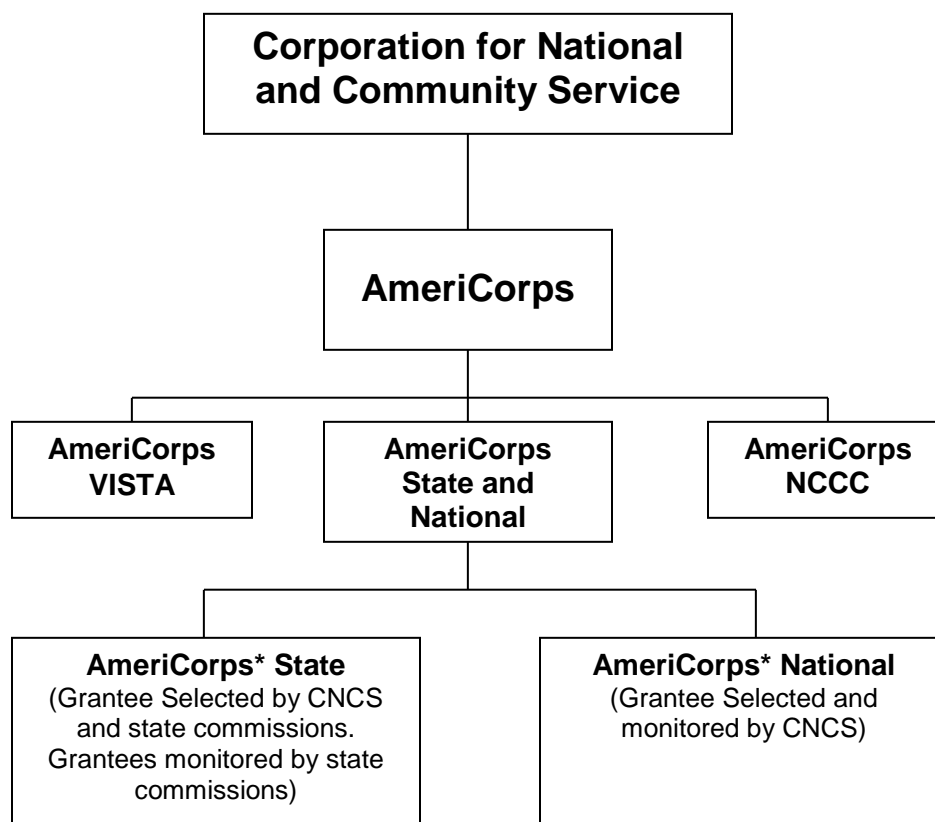 Corporation for National
and Community Service
AmeriCorps
AmeriCorps
VISTA
AmeriCorps
State and
National
AmeriCorps
NCCC
AmeriCorps* State
(Grantee Selected by CNCS
and state commissions.
Grantees monitored by state
commissions)
AmeriCorps* National
(Grantee Selected and
monitored by CNCS)